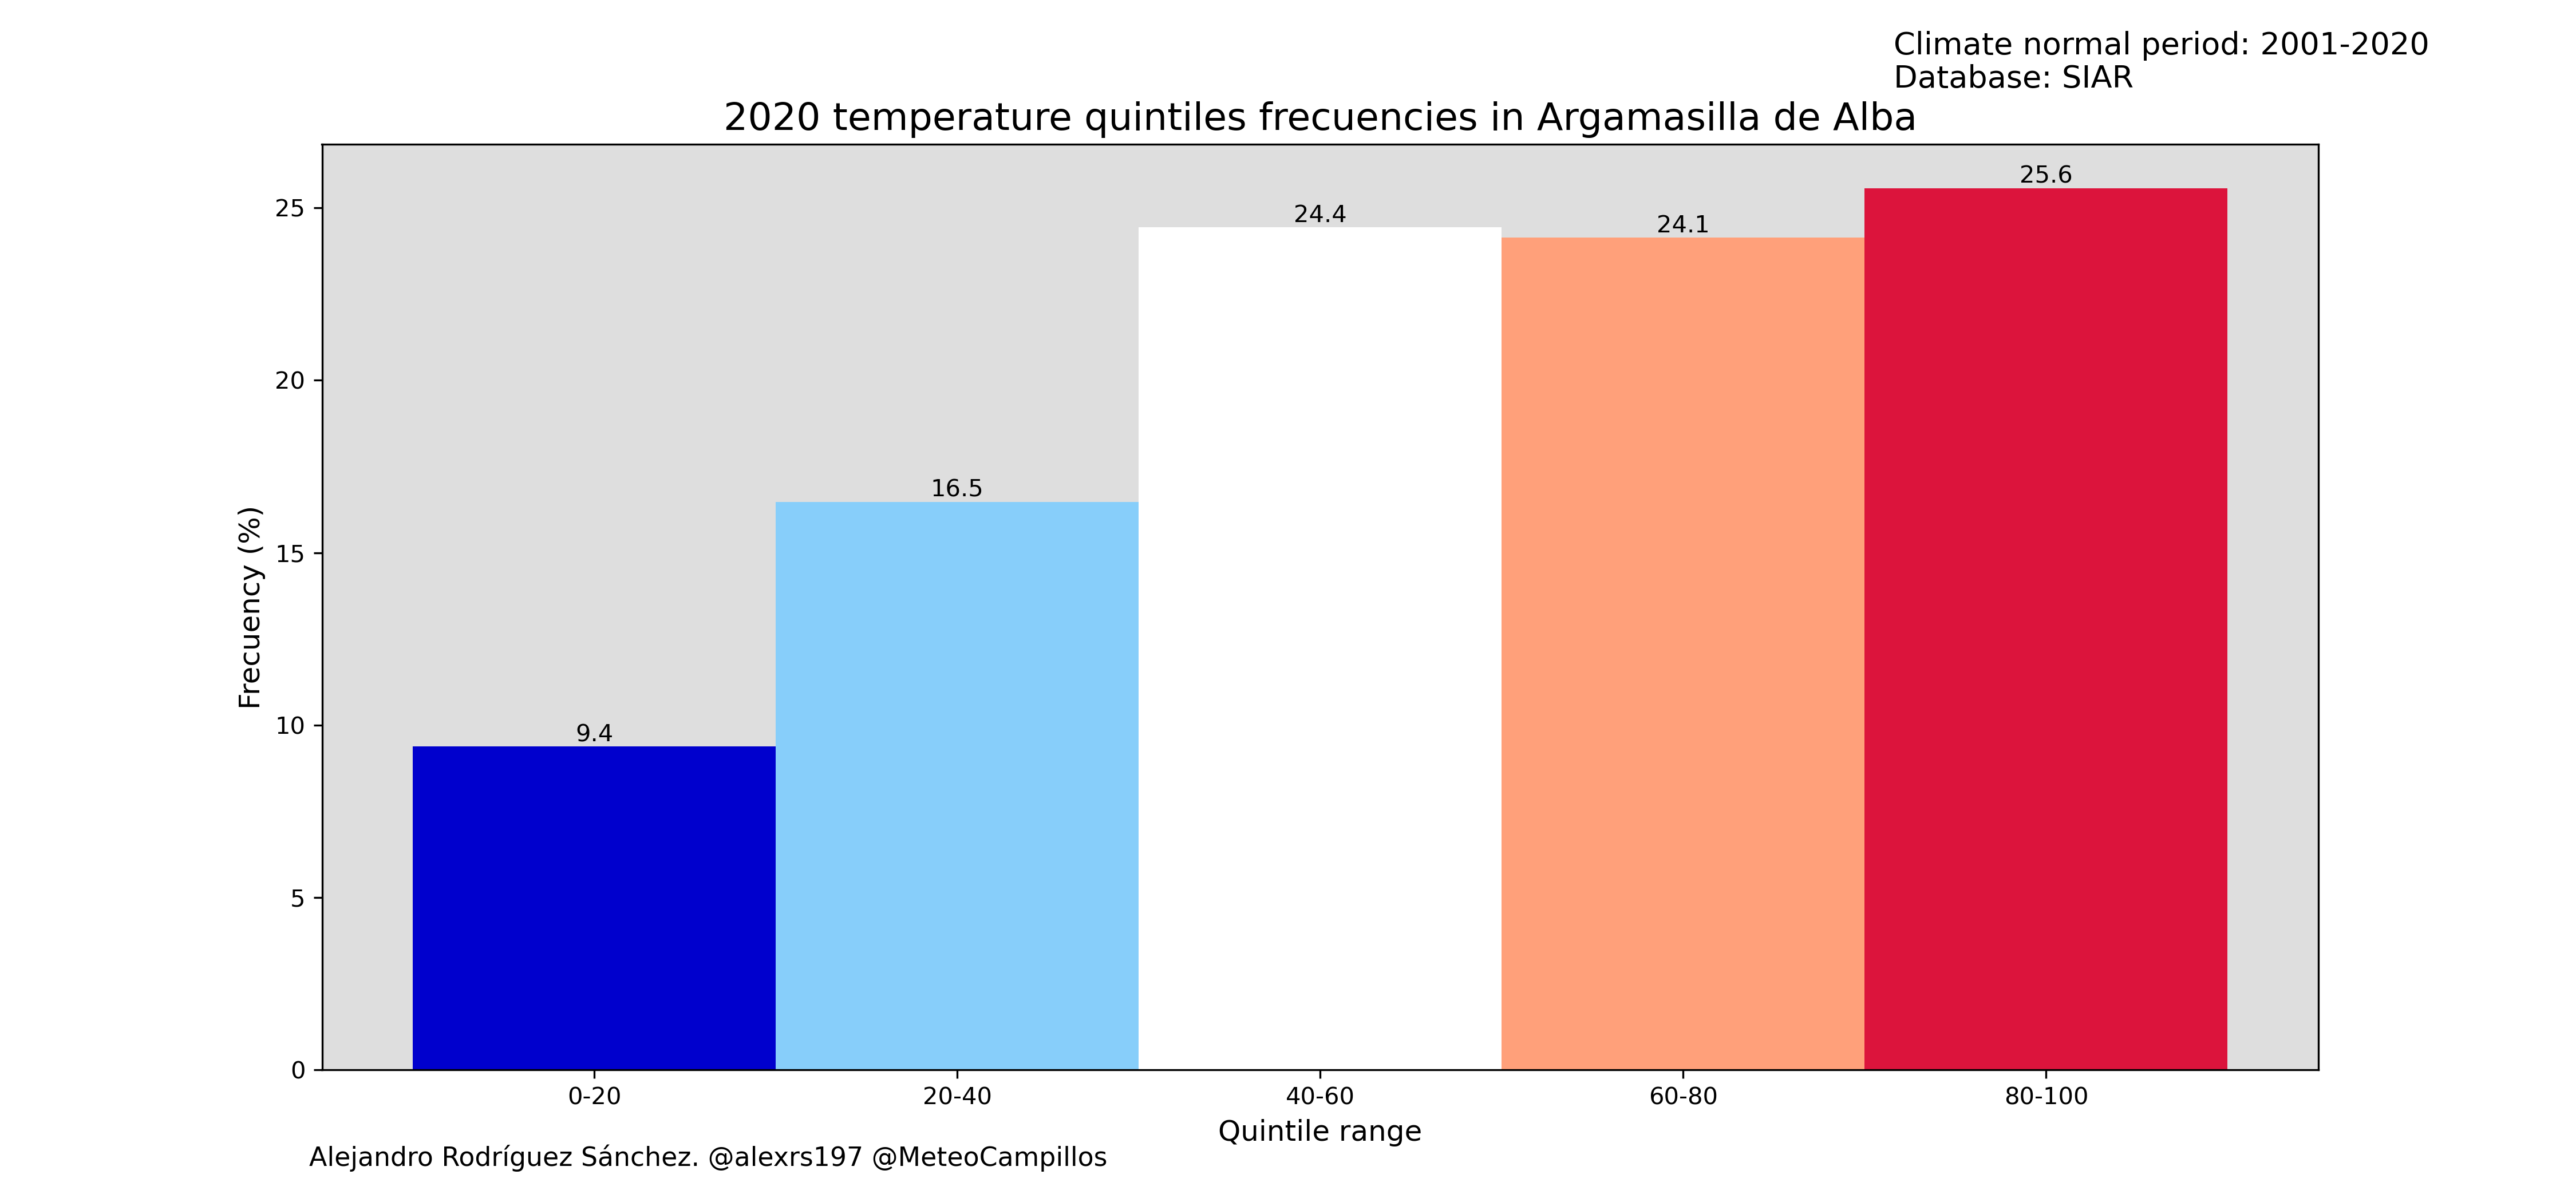 Climate normal period: 2001-2020
Database: SIAR
2020 temperature quintiles frecuencies in Argamasilla de Alba
Frecuency (%)
25
20
15
10
5
0
9.4
16.5
24.4
24.1
25.6
0-20
20-40
40-60
60-80
80-100
Quintile range
Alejandro Rodríguez Sánchez. @alexrs197 @MeteoCampillos